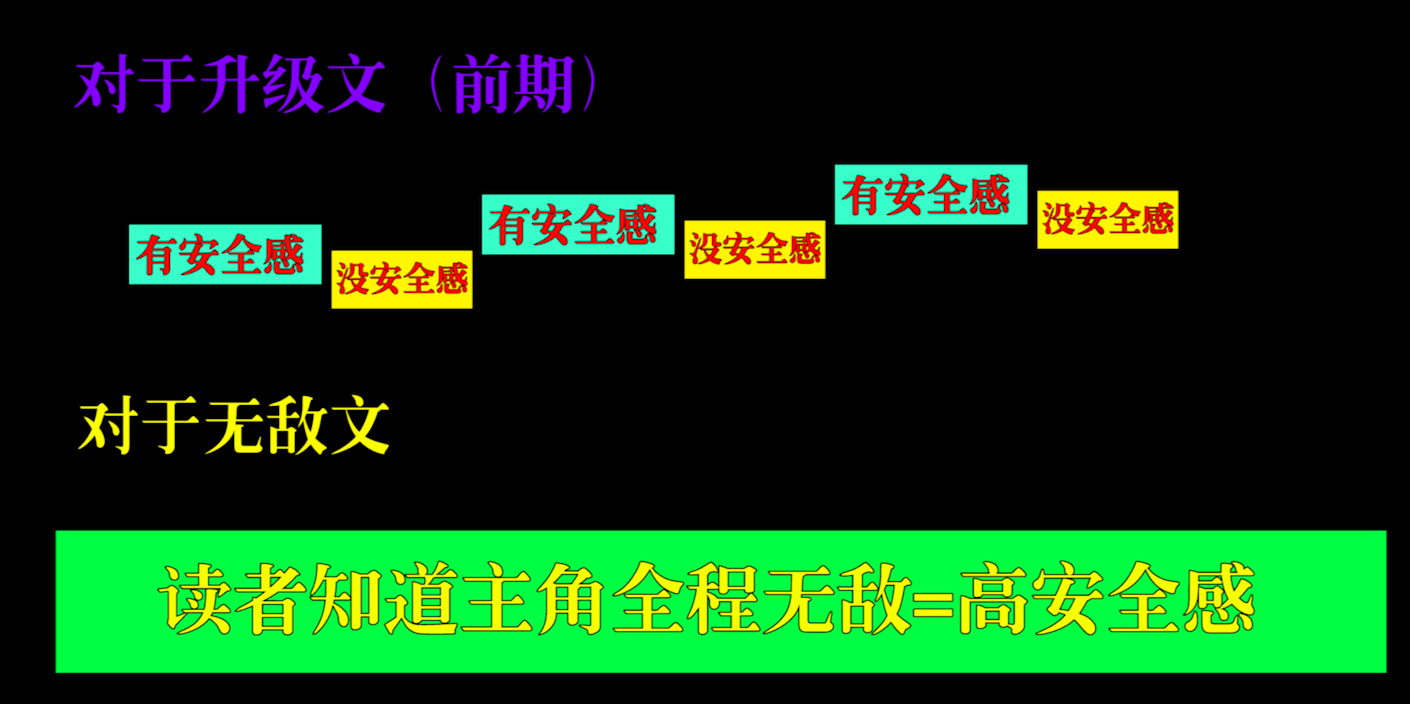 对于升级文（前期）
有安全感 没安全感 有安全感 没安全感 有安全感 没安全感
对于无敌文
读者知道主角全程无敌=高安全感